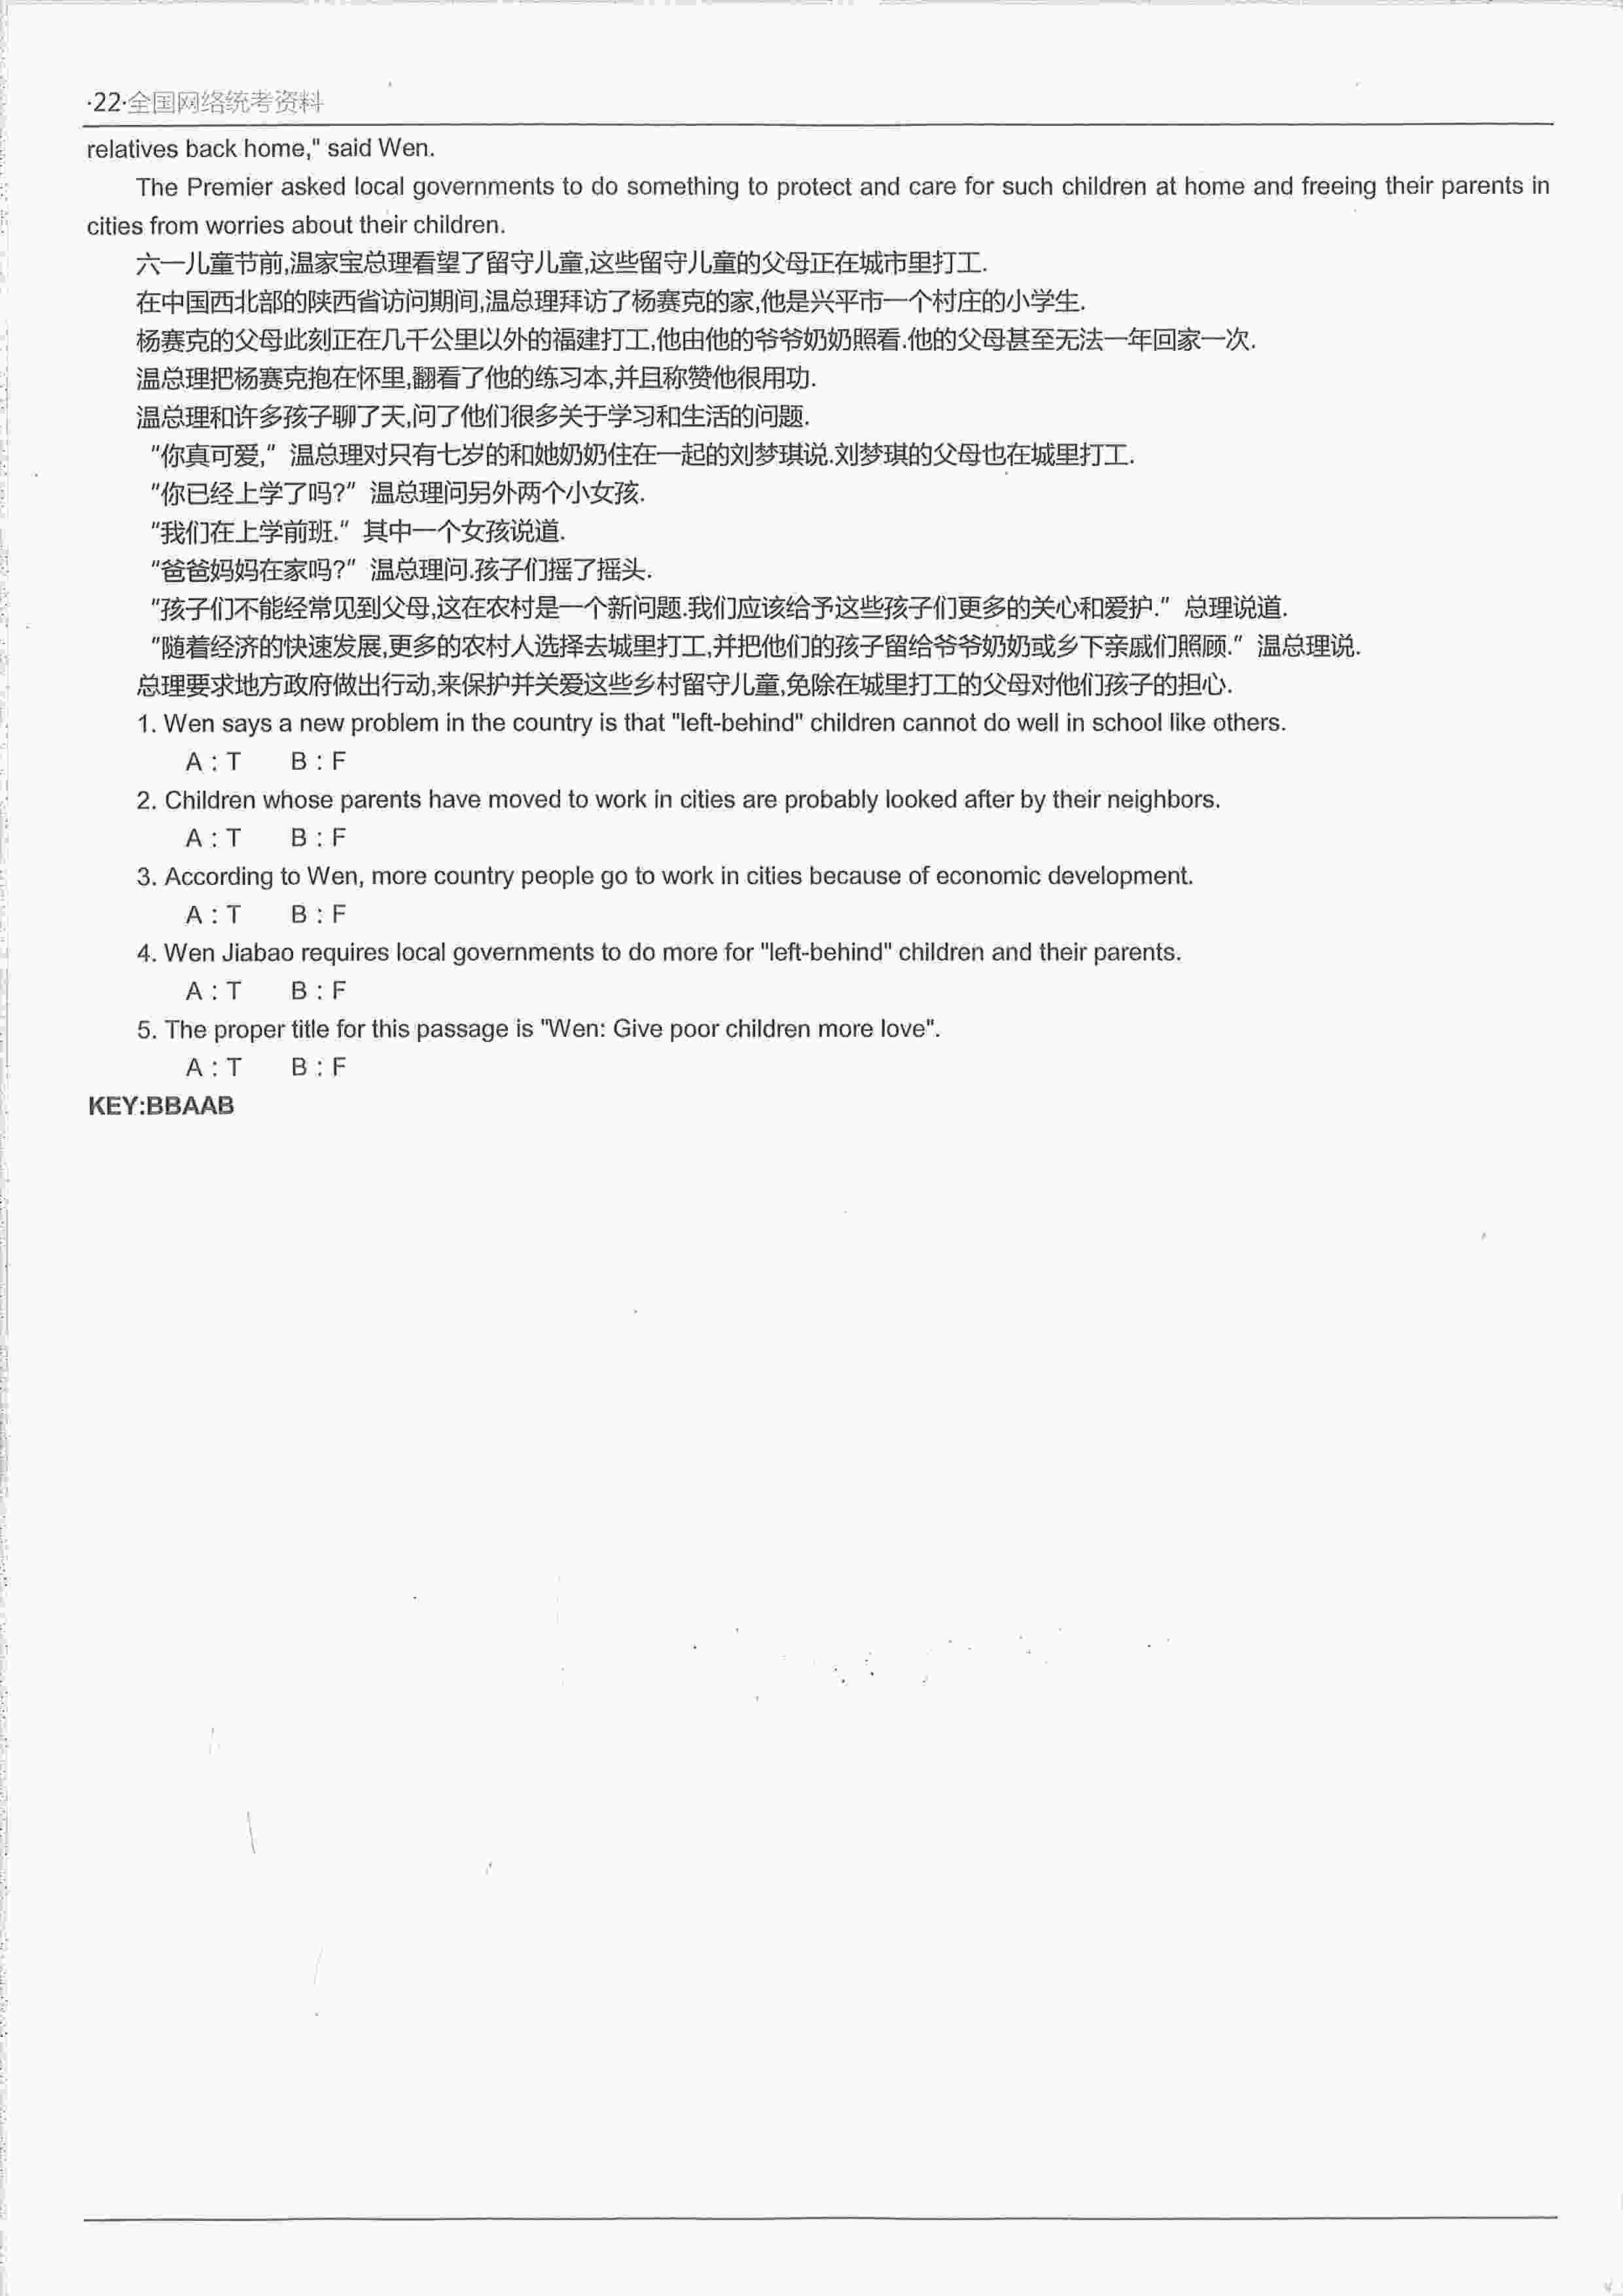 ·22·全国网络统考资料
relatives back home," said Wen.
The Premier asked local governments to do something to protect and care for such children at home and freeing their parents in
cities from worries about their children.
六一儿童节前,温家宝总理看望了留守儿童,这些留守儿童的父母正在城市里打工.
在中国西北部的陕西省访问期间,温总理拜访了杨赛克的家,他是兴平市一个村庄的小学生.
杨赛克的父母此刻正在几千公里以外的福建打工,他由他的爷爷奶奶照看.他的父母甚至无法一年回家一次.
温总理把杨赛克抱在怀里,翻看了他的练习本,并且称赞他很用功.
温总理和许多孩子聊了天,问了他们很多关于学习和生活的问题.
"你真可爱," 温总理对只有七岁的和她奶奶住在一起的刘梦琪说.刘梦琪的父母也在城里打工.
"你已经上学了吗?" 温总理问另外两个小女孩.
"我们在上学前班." 其中一个女孩说道.
"爸爸妈妈在家吗?" 温总理问.孩子们摇了摇头.
"孩子们不能经常见到父母,这在农村是一个新问题.我们应该给予这些孩子们更多的关心和爱护." 总理说道.
"随着经济的快速发展,更多的农村人选择去城里打工,并把他们的孩子留给爷爷奶奶或乡下亲戚们照顾." 温总理说.
总理要求地方政府做出行动,来保护并关爱这些乡村留守儿童,免除在城里打工的父母对他们孩子的担心.
1. Wen says a new problem in the country is that "left-behind" children cannot do well in school like others.
A : T B : F
2. Children whose parents have moved to work in cities are probably looked after by their neighbors.
A : T B : F
3. According to Wen, more country people go to work in cities because of economic development.
A : T B : F
4. Wen Jiabao requires local governments to do more for "left-behind" children and their parents.
A : T B : F
5. The proper title for this passage is "Wen: Give poor children more love".
A : T B : F
KEY:BBAAB